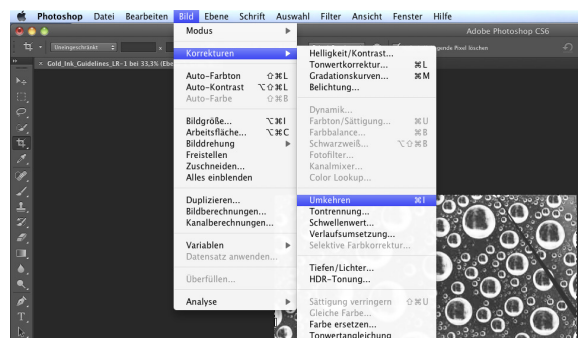 Photoshop Datei Bearbeiten Bild Ebene Schrift Auswahl Filter Ansicht Fenster Hilfe
Adobe Photoshop CS6
Uneingeschränkt x gende Pixel löschen
× Gold_Ink_Guidelines_LR-1 bei 33,3% (Ebe
Modus
Korrekturen
Auto-Farbton ⇧⌘L
Auto-Kontrast ⌥⇧⌘L
Auto-Farbe ⇧⌘B
Bildgröße... ⌥⌘I
Arbeitsfläche... ⌥⌘C
Bilddrehung
Freistellen
Zuschneiden...
Alles einblenden
Duplizieren...
Bildberechnungen...
Kanalberechnungen...
Variablen
Datensatz anwenden...
Überfüllen...
Analyse
Helligkeit/Kontrast...
Tonwertkorrektur... ⌘L
Gradationskurven... ⌘M
Belichtung...
Dynamik...
Farbton/Sättigung... ⌘U
Farbbalance... ⌘B
Schwarzweiß... ⌥⇧⌘B
Fotofilter...
Kanalmixer...
Color Lookup...
Umkehren ⌘I
Tontrennung...
Schwellenwert...
Verlaufsumsetzung...
Selektive Farbkorrektur...
Tiefen/Lichter...
HDR-Tonung...
Sättigung verringern ⇧⌘U
Gleiche Farbe...
Farbe ersetzen...
Tonwertangleichung